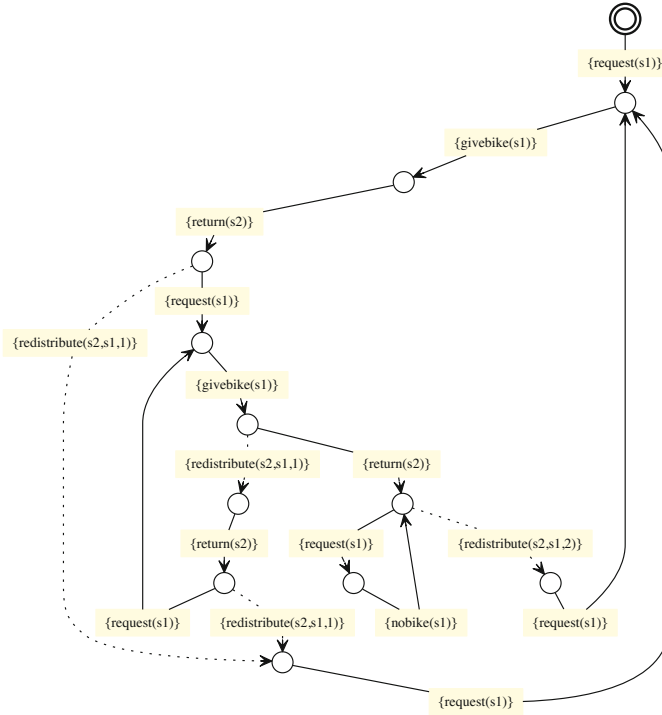 {request(s1)}
{givebike(s1)}
{return(s2)}
{request(s1)}
{redistribute(s2,s1,1)}
{givebike(s1)}
{redistribute(s2,s1,1)}
{return(s2)}
{return(s2)}
{request(s1)}
{redistribute(s2,s1,2)}
{request(s1)}
{redistribute(s2,s1,1)}
{nobike(s1)}
{request(s1)}
{request(s1)}